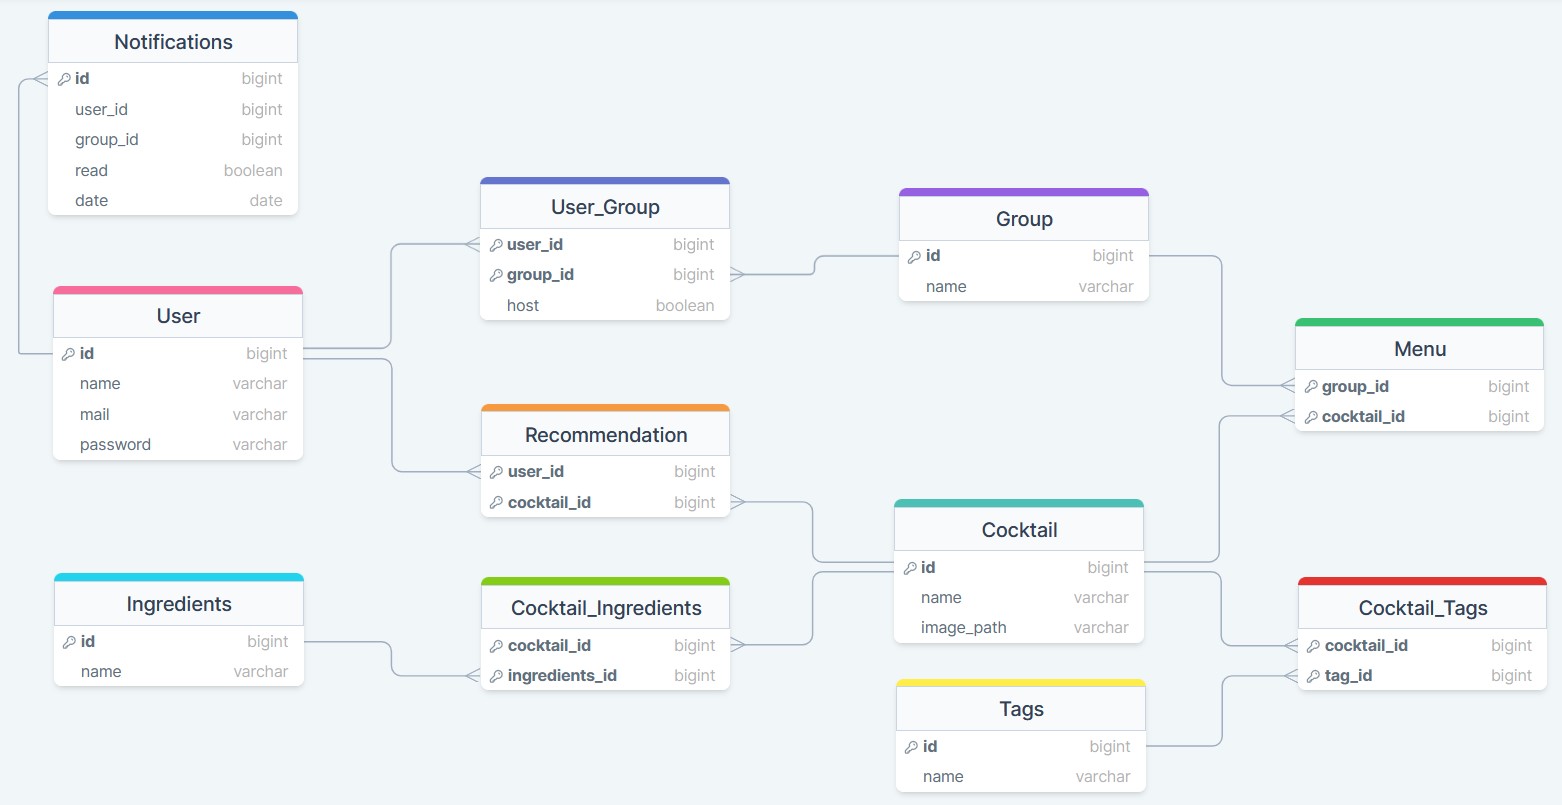 Notifications
id bigint
user_id bigint
group_id bigint
read boolean
date date
User
id bigint
name varchar
mail varchar
password varchar
Ingredients
id bigint
name varchar
User_Group
user_id bigint
group_id bigint
host boolean
Recommendation
user_id bigint
cocktail_id bigint
Cocktail_Ingredients
cocktail_id bigint
ingredients_id bigint
Group
id bigint
name varchar
Cocktail
id bigint
name varchar
image_path varchar
Tags
id bigint
name varchar
Menu
group_id bigint
cocktail_id bigint
Cocktail_Tags
cocktail_id bigint
tag_id bigint